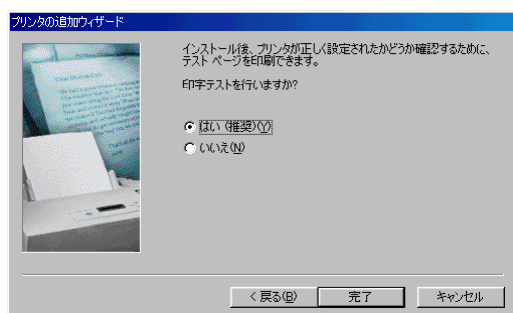 プリンタの追加ウィザード
インストール後、プリンタが正しく設定されたかどうか確認するために、
テスト ページを印刷できます。
印字テストを行いますか?
はい (推奨)(Y)
いいえ(N)
< 戻る(B)
完了
キャンセル